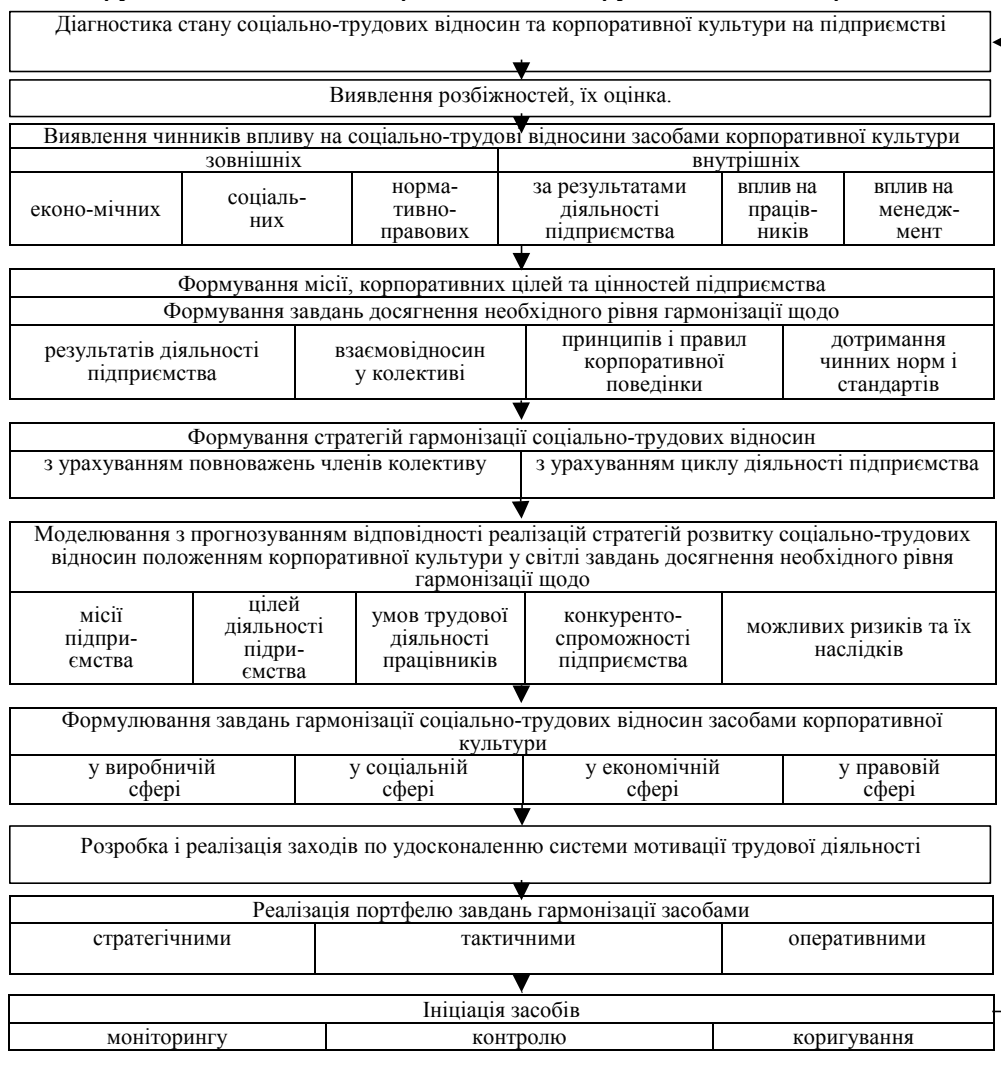 Діагностика стану соціально-трудових відносин та корпоративної культури на підприємстві
Виявлення розбіжностей, їх оцінка.
Виявлення чинників впливу на соціально-трудові відносини засобами корпоративної культури
зовнішніх
внутрішніх
еконо-мічних
соціаль-
них
норма-
тивно-
правових
за результатами
діяльності
підприємства
вплив на
праців-
ників
вплив на
менедж-
мент
Формування місії, корпоративних цілей та цінностей підприємства
Формування завдань досягнення необхідного рівня гармонізації щодо
результатів діяльності
підприємства
взаємовідносин
у колективі
принципів і правил
корпоративної
поведінки
дотримання
чинних норм і
стандартів
Формування стратегій гармонізації соціально-трудових відносин
з урахуванням повноважень членів колективу
з урахуванням циклу діяльності підприємства
Моделювання з прогнозуванням відповідності реалізацій стратегій розвитку соціально-трудових
відносин положенням корпоративної культури у світлі завдань досягнення необхідного рівня
гармонізації щодо
місії
підпри-
ємства
цілей
діяльності
підри-
ємства
умов трудової
діяльності
працівників
конкуренто-
спроможності
підприємства
можливих ризиків та їх
наслідків
Формулювання завдань гармонізації соціально-трудових відносин засобами корпоративної
культури
у виробничій
сфері
у соціальній
сфері
у економічній
сфері
у правовій
сфері
Розробка і реалізація заходів по удосконаленню системи мотивації трудової діяльності
Реалізація портфелю завдань гармонізації засобами
стратегічними
тактичними
оперативними
Ініціація засобів
моніторингу
контролю
коригування